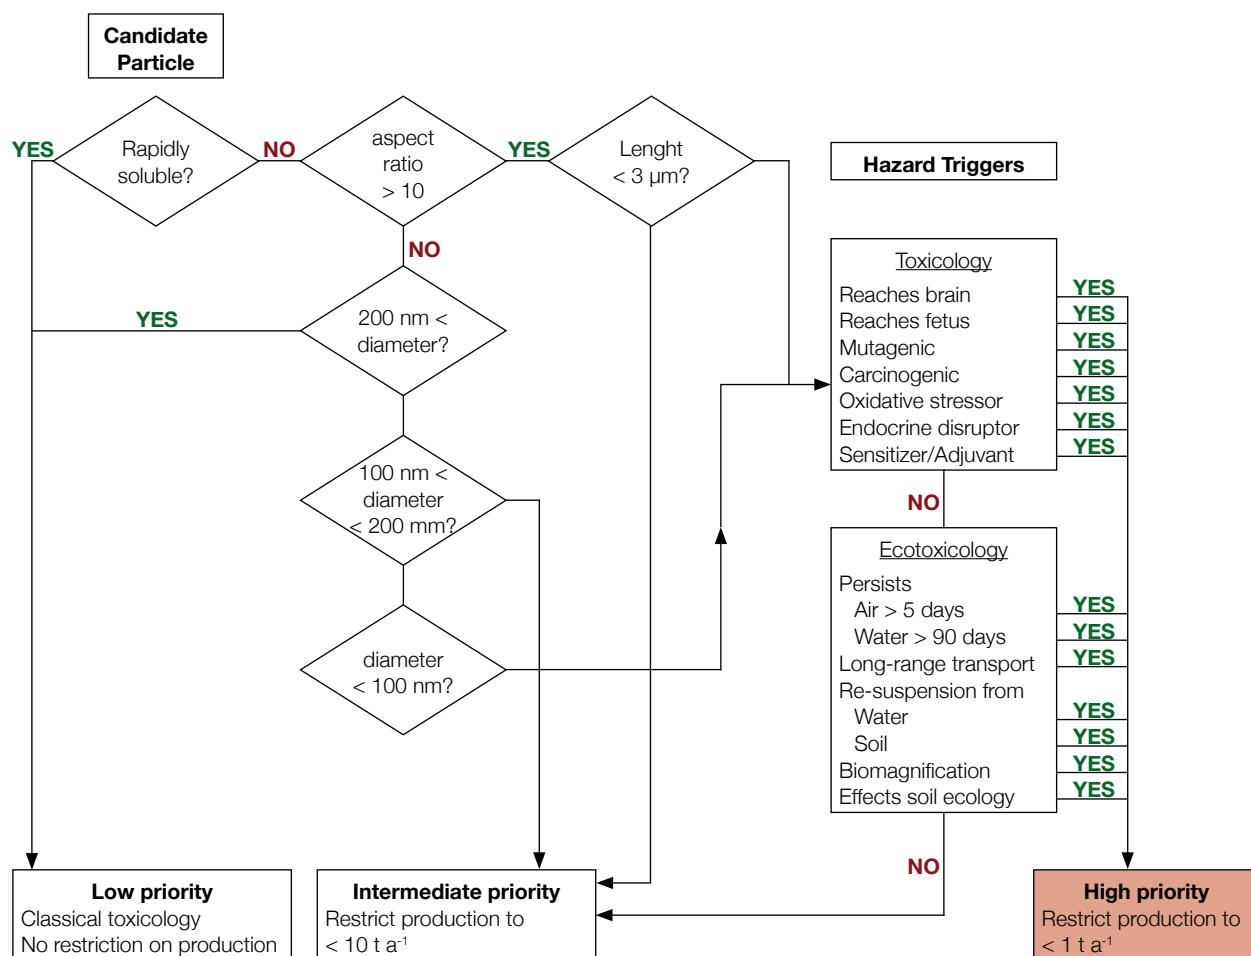 Candidate
Particle
YES
Rapidly
soluble?
NO
aspect
ratio
> 10
YES
Lenght
< 3 µm?
NO
YES
200 nm <
diameter?
100 nm <
diameter
< 200 mm?
diameter
< 100 nm?
Hazard Triggers
Toxicology
Reaches brain
YES
Reaches fetus
YES
Mutagenic
YES
Carcinogenic
YES
Oxidative stressor
YES
Endocrine disruptor
YES
Sensitizer/Adjuvant
YES
NO
Ecotoxicology
Persists
Air > 5 days
YES
Water > 90 days
YES
Long-range transport
YES
Re-suspension from
Water
YES
Soil
YES
Biomagnification
YES
Effects soil ecology
YES
NO
Low priority
Classical toxicology
No restriction on production
Intermediate priority
Restrict production to
< 10 t a⁻¹
High priority
Restrict production to
< 1 t a⁻¹